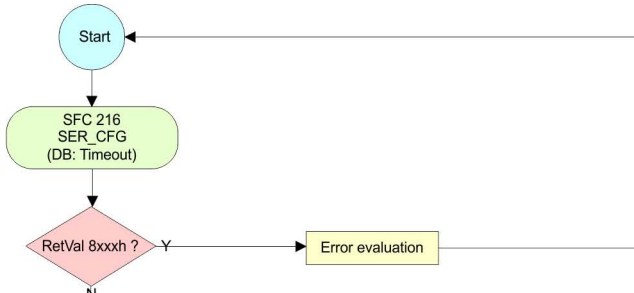 Start
SFC 216
SER_CFG
(DB: Timeout)
RetVal 8xxxh ?
Y
Error evaluation
N